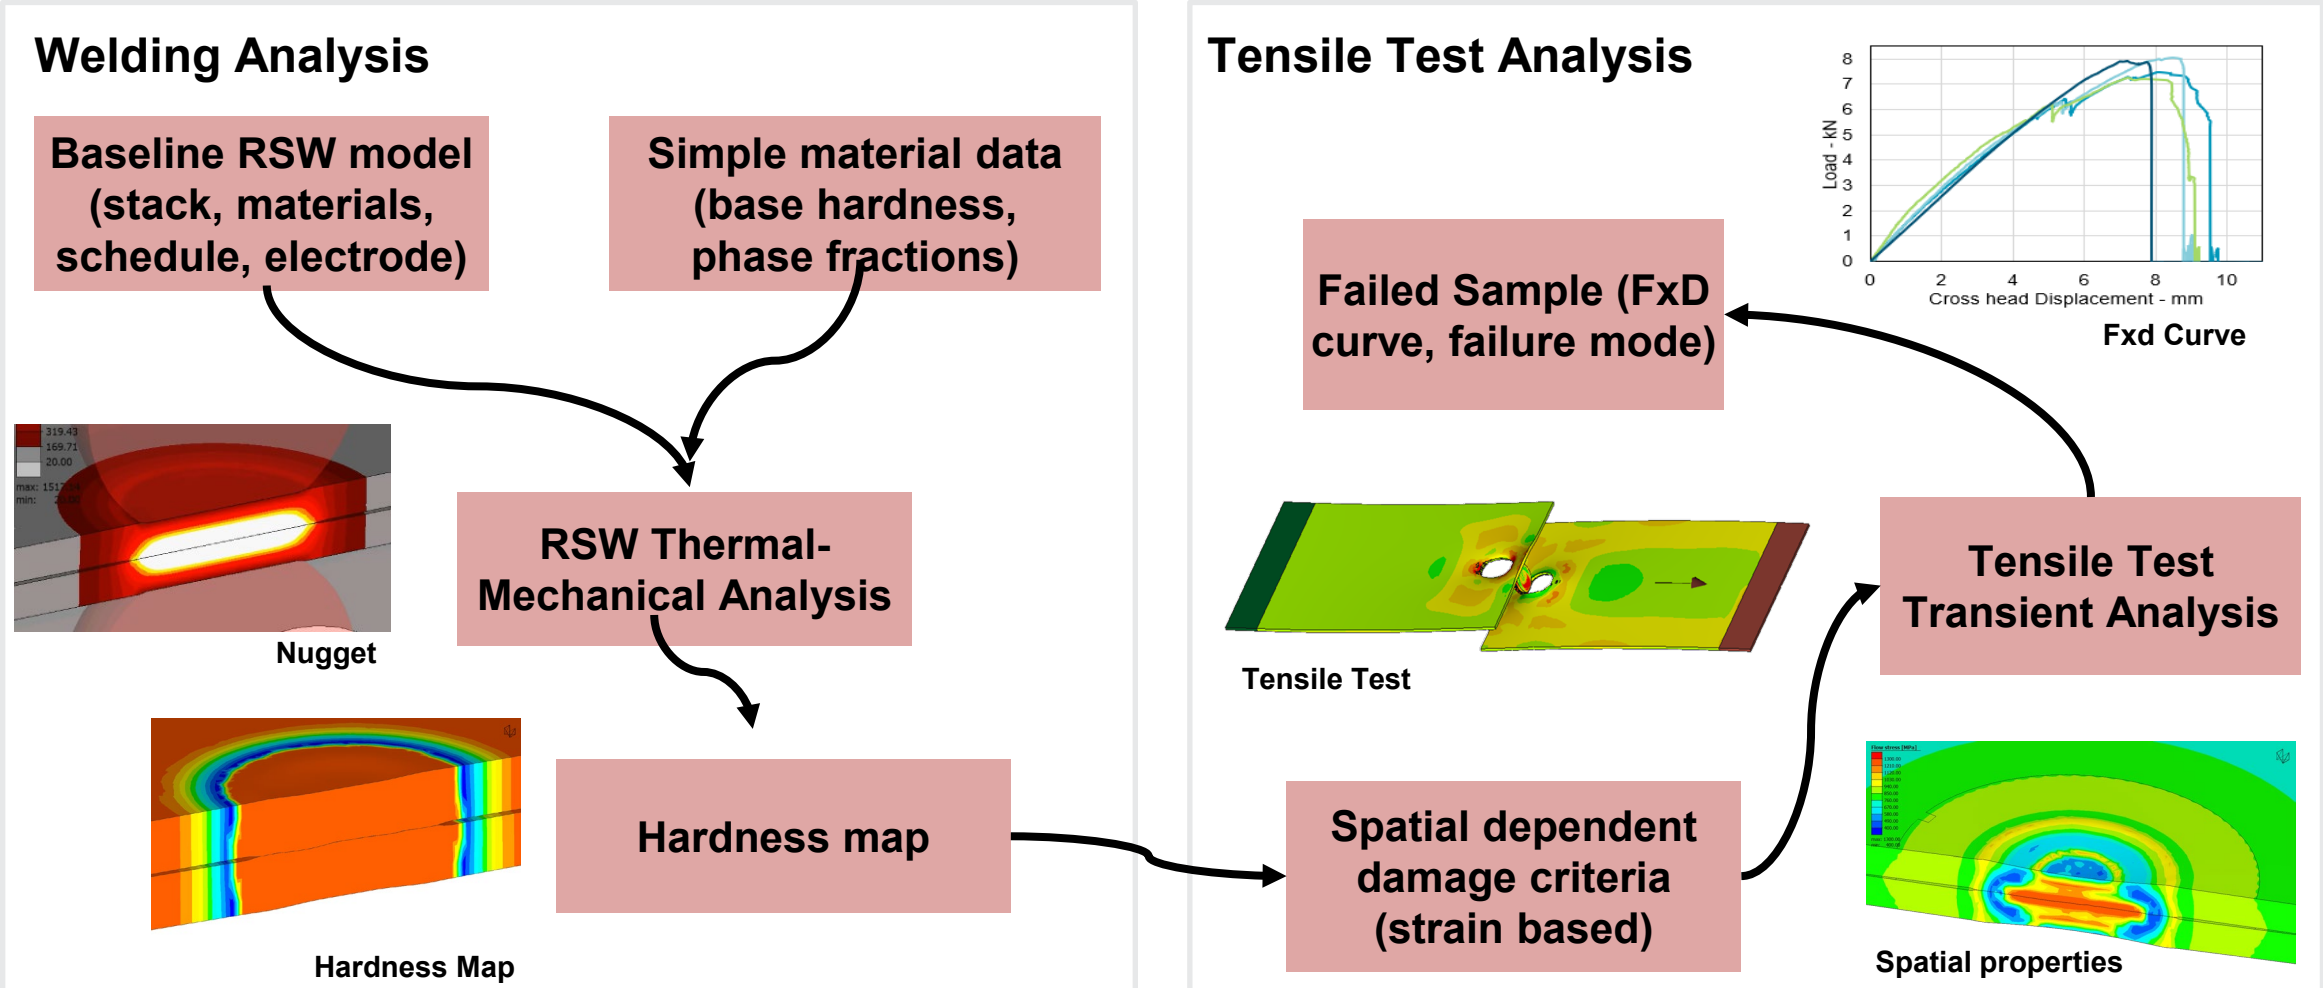 Welding Analysis
Baseline RSW model
(stack, materials,
schedule, electrode)
Simple material data
(base hardness,
phase fractions)
319.43
169.71
20.00
max: 
min: 
Nugget
RSW Thermal-
Mechanical Analysis
Hardness Map
Hardness map
Tensile Test Analysis
8
7
6
5
4
3
2
1
0
Load - kN
0 2 4 6 8 10
Cross head Displacement - mm
Fxd Curve
Failed Sample (FxD
curve, failure mode)
Tensile Test
Tensile Test
Transient Analysis
Spatial dependent
damage criteria
(strain based)
Flow stress [MPa]
Spatial properties